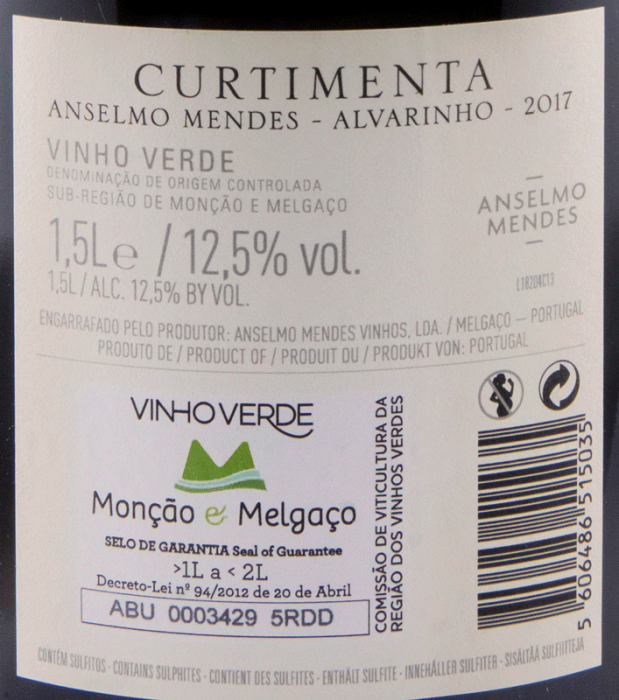 CURTIMENTA
ANSELMO MENDES - ALVARINHO - 2017
VINHO VERDE
DENOMINAÇÃO DE ORIGEM CONTROLADA
SUB-REGIÃO DE MONÇÃO E MELGAÇO
ANSELMO
MENDES
1,5L e / 12,5% vol.
1,5L / ALC. 12,5% BY VOL.
L18204C13
ENGARRAFADO PELO PRODUTOR: ANSELMO MENDES VINHOS, LDA. / MELGAÇO — PORTUGAL
PRODUTO DE / PRODUCT OF / PRODUIT DU / PRODUKT VON: PORTUGAL
VINHO VERDE
Monção e Melgaço
SELO DE GARANTIA Seal of Guarantee
>1L a < 2L
Decreto-Lei nº 94/2012 de 20 de Abril
ABU 0003429 5RDD
COMISSÃO DE VITICULTURA DA
REGIÃO DOS VINHOS VERDES
5 606486 515035
CONTÉM SULFITOS - CONTAINS SULPHITES - CONTIENT DES SULFITES - ENTHÄLT SULFITE - INNEHÅLLER SULFITER - SISÄLTÄÄ SULFIITTEJA